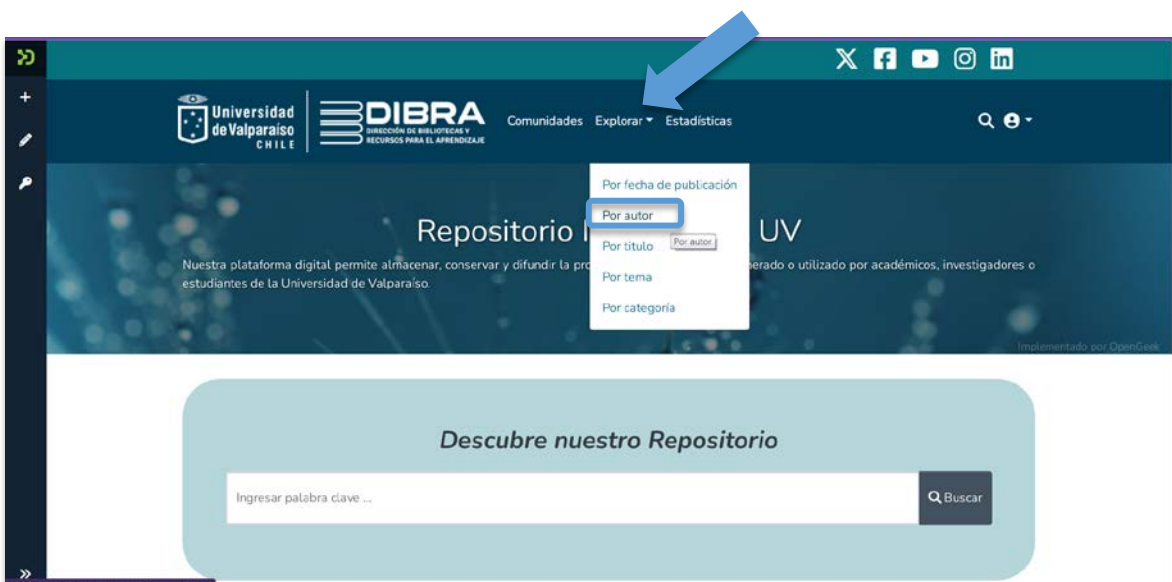 Universidad
de Valparaíso
CHILE
DIBRA
DIRECCIÓN DE BIBLIOTECAS Y
RECURSOS PARA EL APRENDIZAJE
Comunidades Explorar Estadísticas
Por fecha de publicación
Por autor
Por título
Por autor
Por tema
Por categoría
Repositorio UV
Nuestra plataforma digital permite almacenar, conservar y difundir la erado o utilizado por académicos, investigadores o
estudiantes de la Universidad de Valparaíso.
Implementado por OpenGeek
Descubre nuestro Repositorio
Ingresar palabra clave ...
Buscar